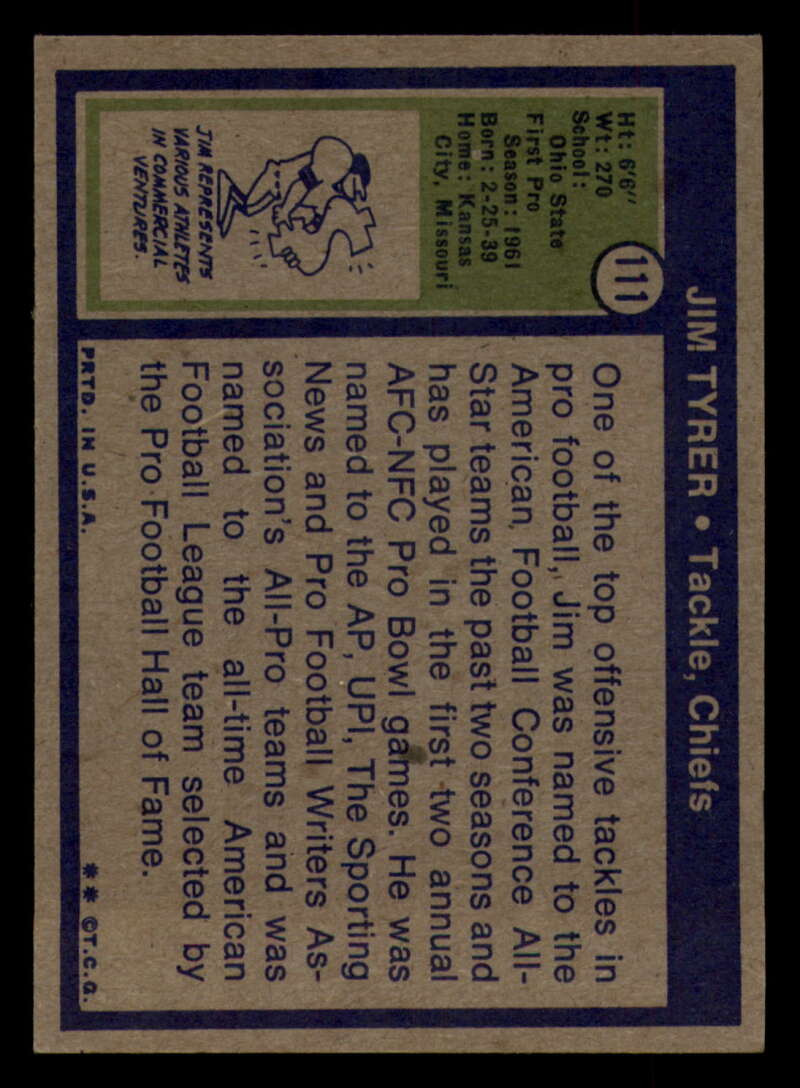 JIM TYRER • Tackle, Chiefs
111
Ht: 6'6"
Wt: 270
School:
Ohio State
First Pro
Season: 1961
Born: 2-25-39
Home: Kansas
City, Missouri
JIM REPRESENTS
VARIOUS ATHLETES
IN COMMERCIAL
VENTURES.
One of the top offensive tackles in
pro football, Jim was named to the
American Football Conference All-
Star teams the past two seasons and
has played in the first two annual
AFC-NFC Pro Bowl games. He was
named to the AP, UPI, The Sporting
News and Pro Football Writers As-
sociation's All-Pro teams and was
named to the all-time American
Football League team selected by
the Pro Football Hall of Fame.
PRTD. IN U.S.A.
** ©T.C.G.